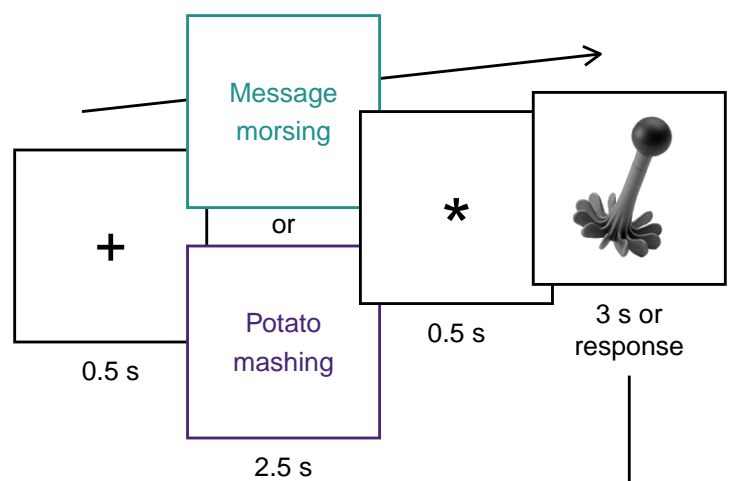 Message
morsing
or
+
Potato
mashing
*
0.5 s
2.5 s
0.5 s
3 s or
response